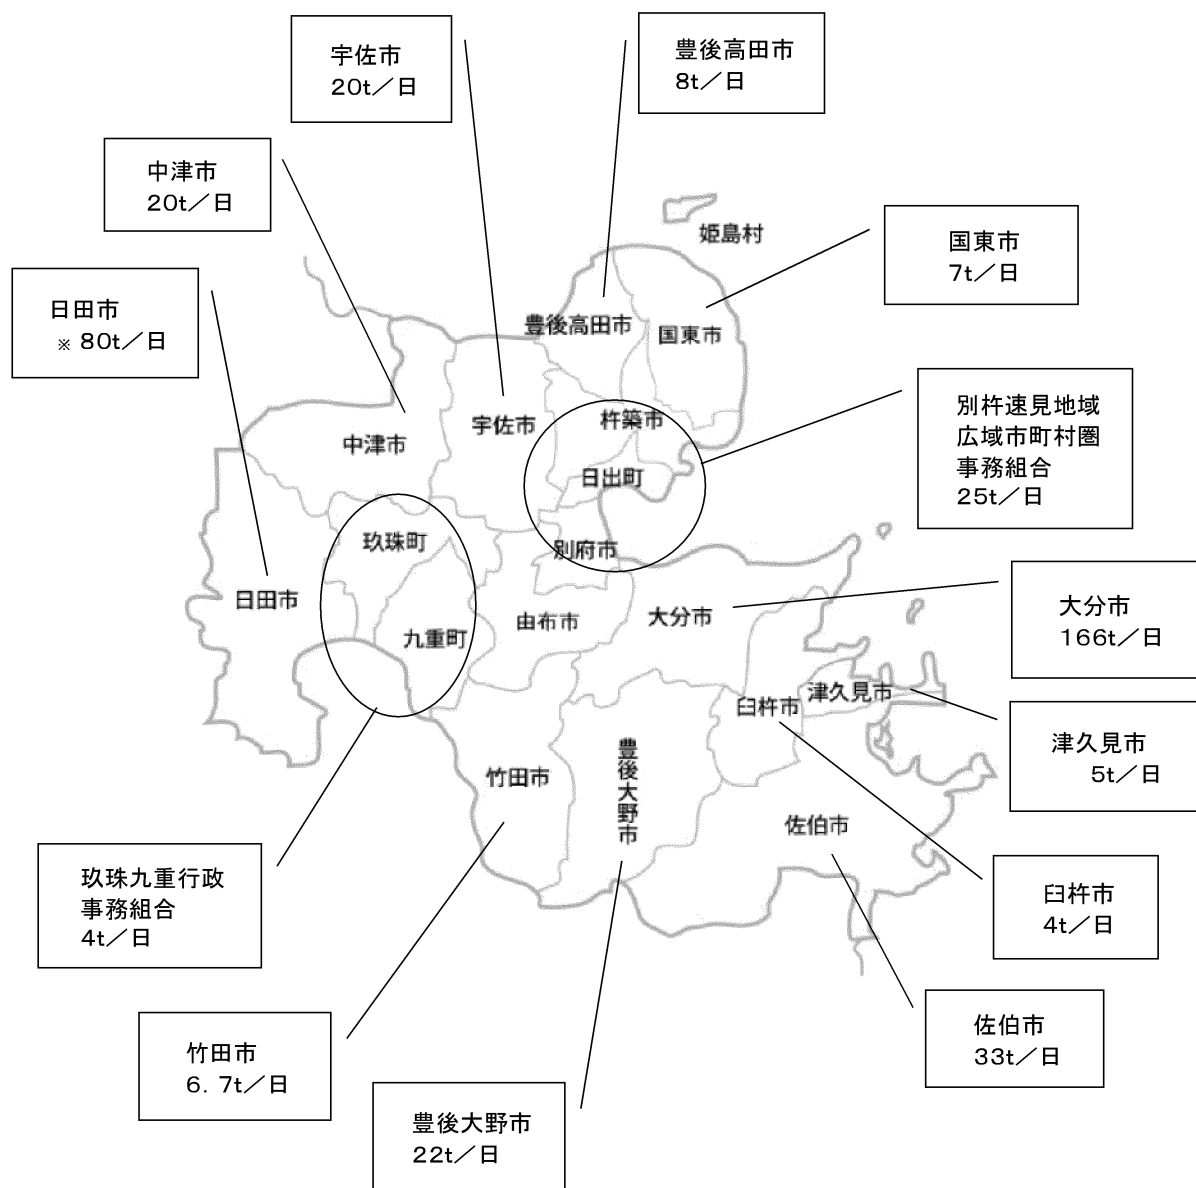 宇佐市
20t／日
豊後高田市
8t／日
中津市
20t／日
国東市
7t／日
日田市
※ 80t／日
別杵速見地域
広域市町村圏
事務組合
25t／日
大分市
166t／日
津久見市
5t／日
臼杵市
4t／日
佐伯市
33t／日
豊後大野市
22t／日
竹田市
6.7t／日
玖珠九重行政
事務組合
4t／日
姫島村
豊後高田市
国東市
杵築市
宇佐市
中津市
日出町
玖珠町
別府市
日田市
由布市
大分市
九重町
津久見市
臼杵市
竹田市
豊後大野市
佐伯市